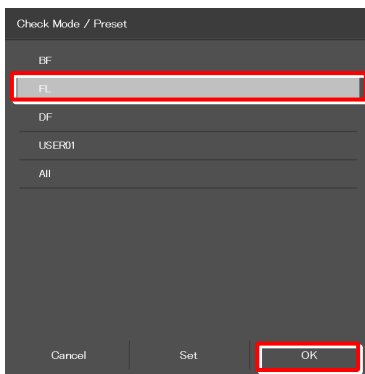 Check Mode / Preset
BF
FL
DF
USER01
All
Cancel Set OK